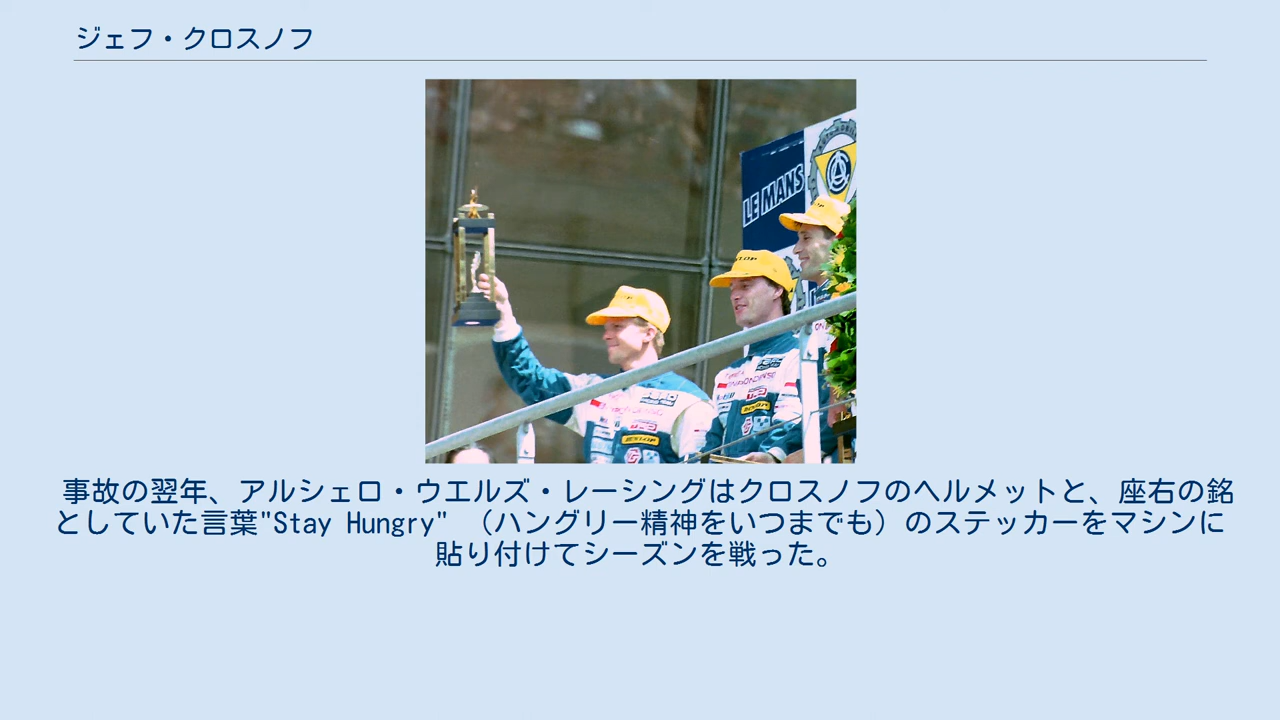 ジェフ・クロスノフ
LE MANS
DUNLOP
DUNLOP
事故の翌年、アルシェロ・ウエルズ・レーシングはクロスノフのヘルメットと、座右の銘
としていた言葉"Stay Hungry" （ハングリー精神をいつまでも）のステッカーをマシンに
貼り付けてシーズンを戦った。